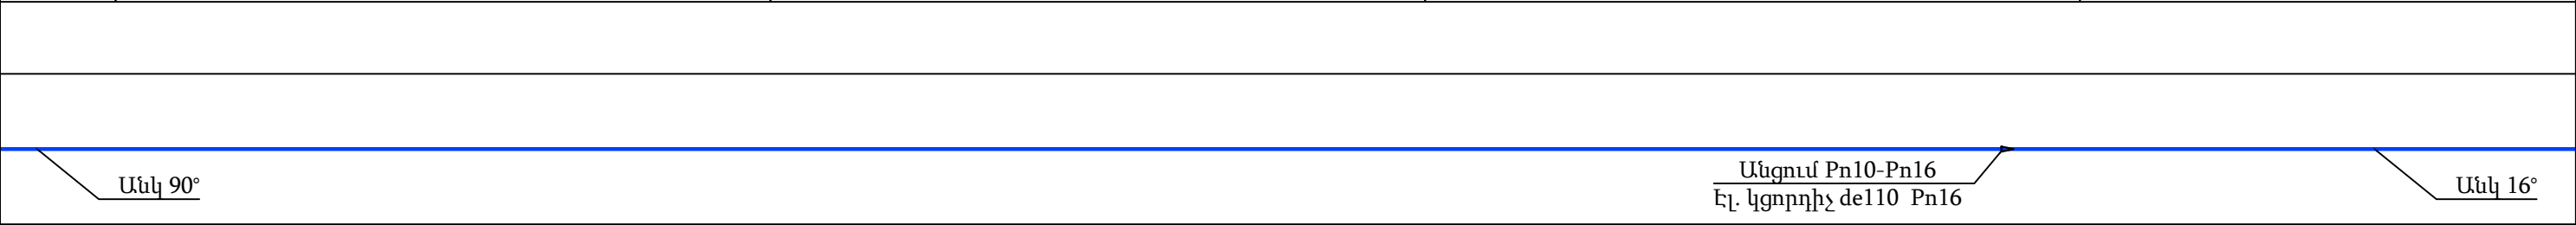 Անկ 90°
Անցում Pn10-Pn16
Էլ. կցորդիչ de110 Pn16
Անկ 16°